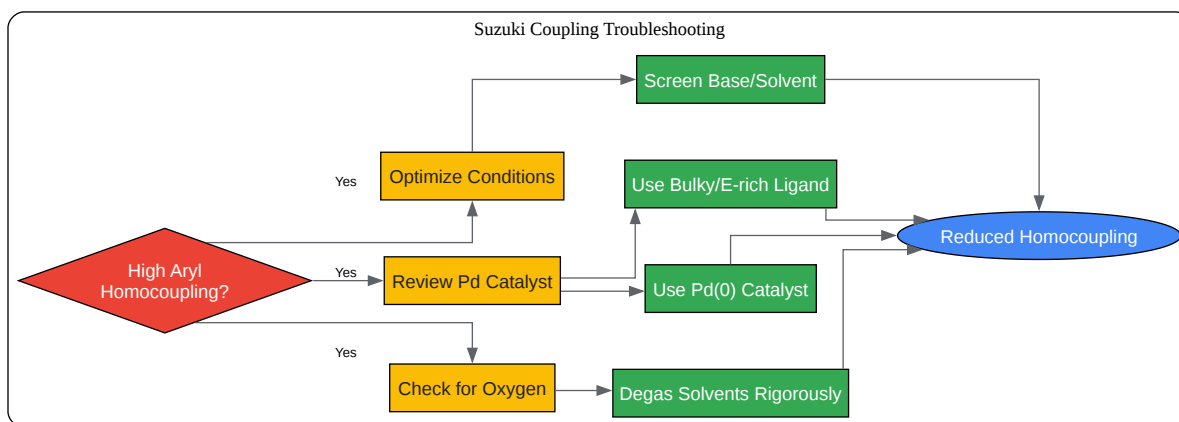 Suzuki Coupling Troubleshooting
Screen Base/Solvent
Yes
Optimize Conditions
Use Bulky/E-rich Ligand
Reduced Homocoupling
High Aryl
Homocoupling?
Yes
Review Pd Catalyst
Use Pd(0) Catalyst
Yes
Check for Oxygen
Degas Solvents Rigorously